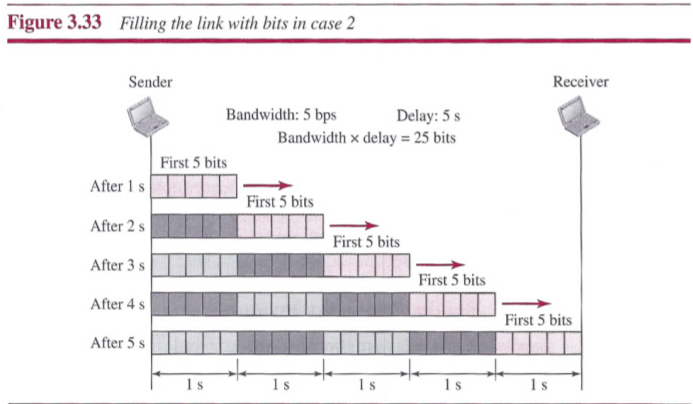 Figure 3.33 Filling the link with bits in case 2
Sender
Receiver
Bandwidth: 5 bps
Delay: 5 s
Bandwidth × delay = 25 bits
First 5 bits
After 1 s
First 5 bits
After 2 s
First 5 bits
After 3 s
First 5 bits
After 4 s
First 5 bits
After 5 s
1 s
1 s
1 s
1 s
1 s